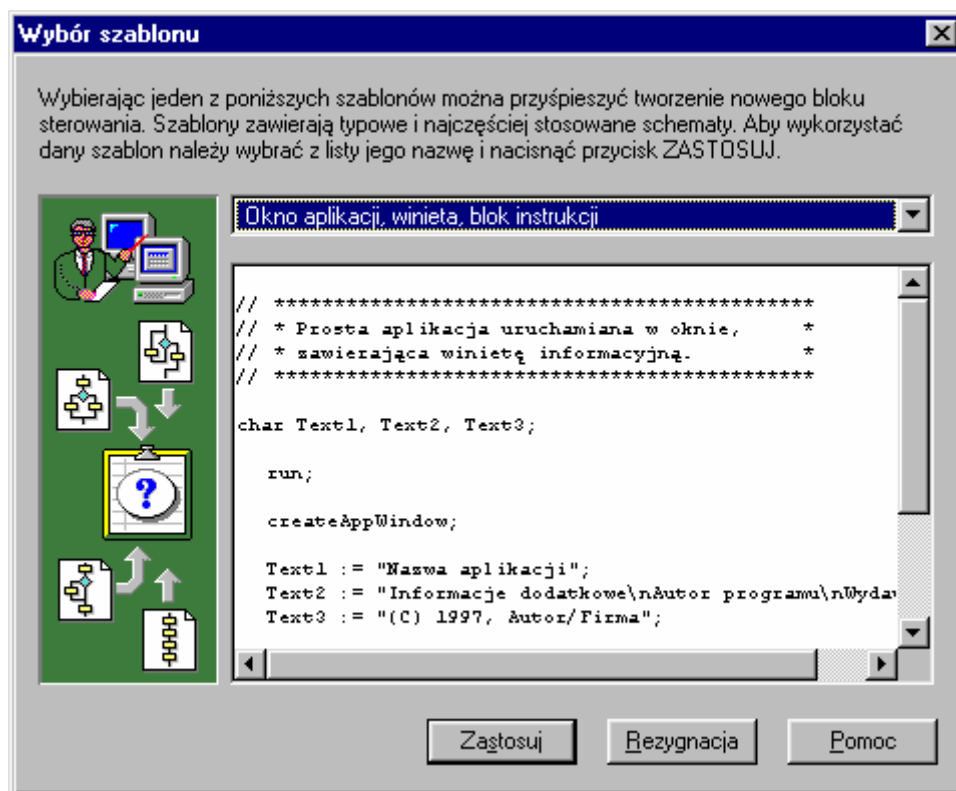 Wybór szablonu
Wybierając jeden z poniższych szablonów można przyśpieszyć tworzenie nowego bloku
sterowania. Szablony zawierają typowe i najczęściej stosowane schematy. Aby wykorzystać
dany szablon należy wybrać z listy jego nazwę i nacisnąć przycisk ZASTOSUJ.
Okno aplikacji, winieta, blok instrukcji
// *********************************************
// * Prosta aplikacja uruchamiana w oknie, *
// * zawierająca winietę informacyjną. *
// *********************************************
char Text1, Text2, Text3;
run;
createAppWindow;
Text1 := "Nazwa aplikacji";
Text2 := "Informacje dodatkowe\nAutor programu\nWydaw
Text3 := "(C) 1997, Autor/Firma";
?
Zastosuj Rezygnacja Pomoc